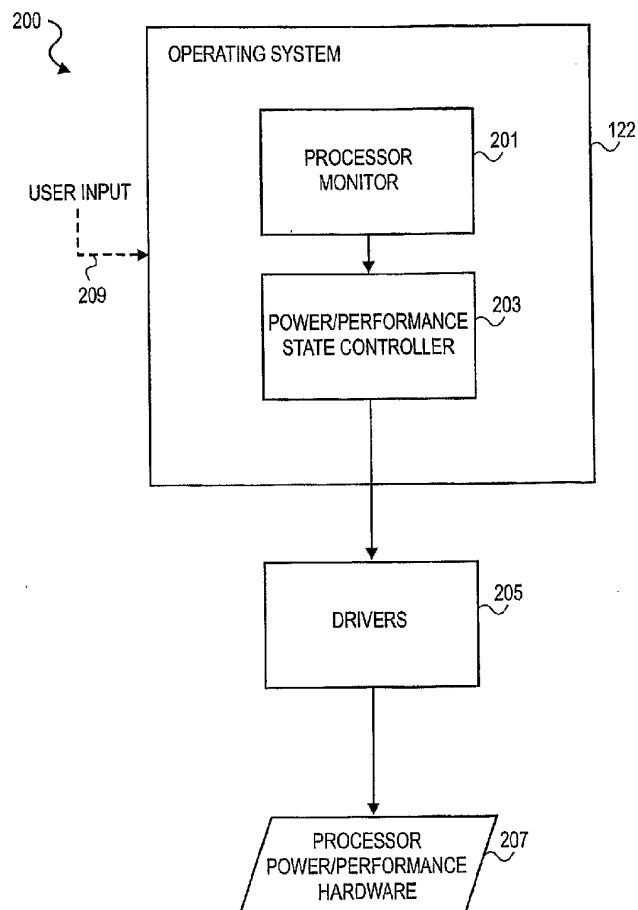 200
OPERATING SYSTEM
122
PROCESSOR
MONITOR
201
USER INPUT
209
POWER/PERFORMANCE
STATE CONTROLLER
203
DRIVERS
205
PROCESSOR
POWER/PERFORMANCE
HARDWARE
207